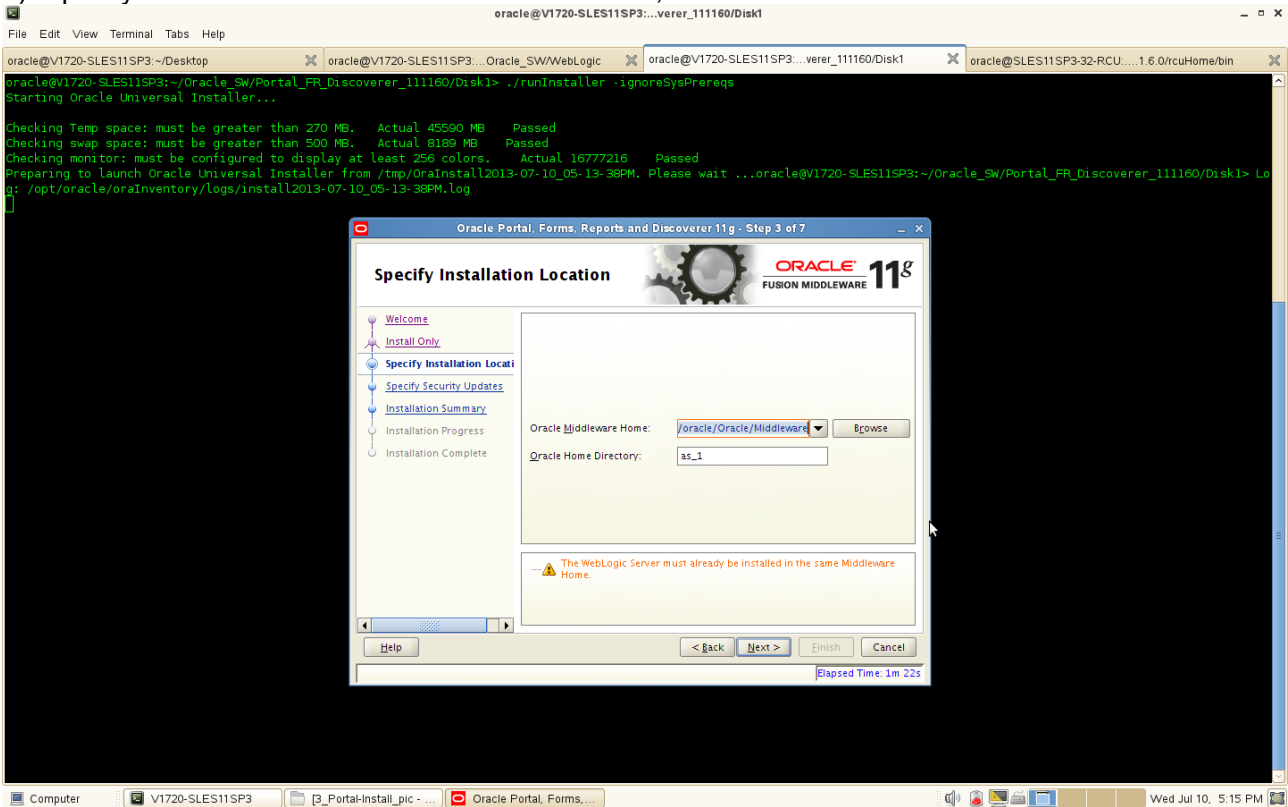 oracle@V1720-SLES11SP3:...verer_111160/Disk1
File Edit View Terminal Tabs Help
oracle@V1720-SLES11SP3:~/Desktop
oracle@V1720-SLES11SP3:...Oracle_SW/WebLogic
oracle@V1720-SLES11SP3:...verer_111160/Disk1
oracle@SLES11SP3-32-RCU:....1.6.0/rcuHome/bin
oracle@V1720-SLES11SP3:~/Oracle_SW/Portal_FR_Discoverer_111160/Disk1> ./runInstaller -ignoreSysPrereqs
Starting Oracle Universal Installer...
Checking Temp space: must be greater than 270 MB. Actual 45590 MB Passed
Checking swap space: must be greater than 500 MB. Actual 8189 MB Passed
Checking monitor: must be configured to display at least 256 colors. Actual 16777216 Passed
Preparing to launch Oracle Universal Installer from /tmp/OraInstall2013-07-10_05-13-38PM. Please wait ...oracle@V1720-SLES11SP3:~/Oracle_SW/Portal_FR_Discoverer_111160/Disk1> Lo
g: /opt/oracle/oraInventory/logs/install2013-07-10_05-13-38PM.log
Oracle Portal, Forms, Reports and Discoverer 11g - Step 3 of 7
Specify Installation Location
ORACLE
FUSION MIDDLEWARE
11g
Welcome
Install Only
Specify Installation Locati
Specify Security Updates
Installation Summary
Installation Progress
Installation Complete
Oracle Middleware Home:
/oracle/Oracle/Middleware
Browse
Oracle Home Directory:
as_1
The WebLogic Server must already be installed in the same Middleware
Home.
Help
< Back
Next >
Finish
Cancel
Elapsed Time: 1m 22s
Computer
V1720-SLES11SP3
[3_Portal-Install_pic - ...
Oracle Portal, Forms,...
Wed Jul 10, 5:15 PM